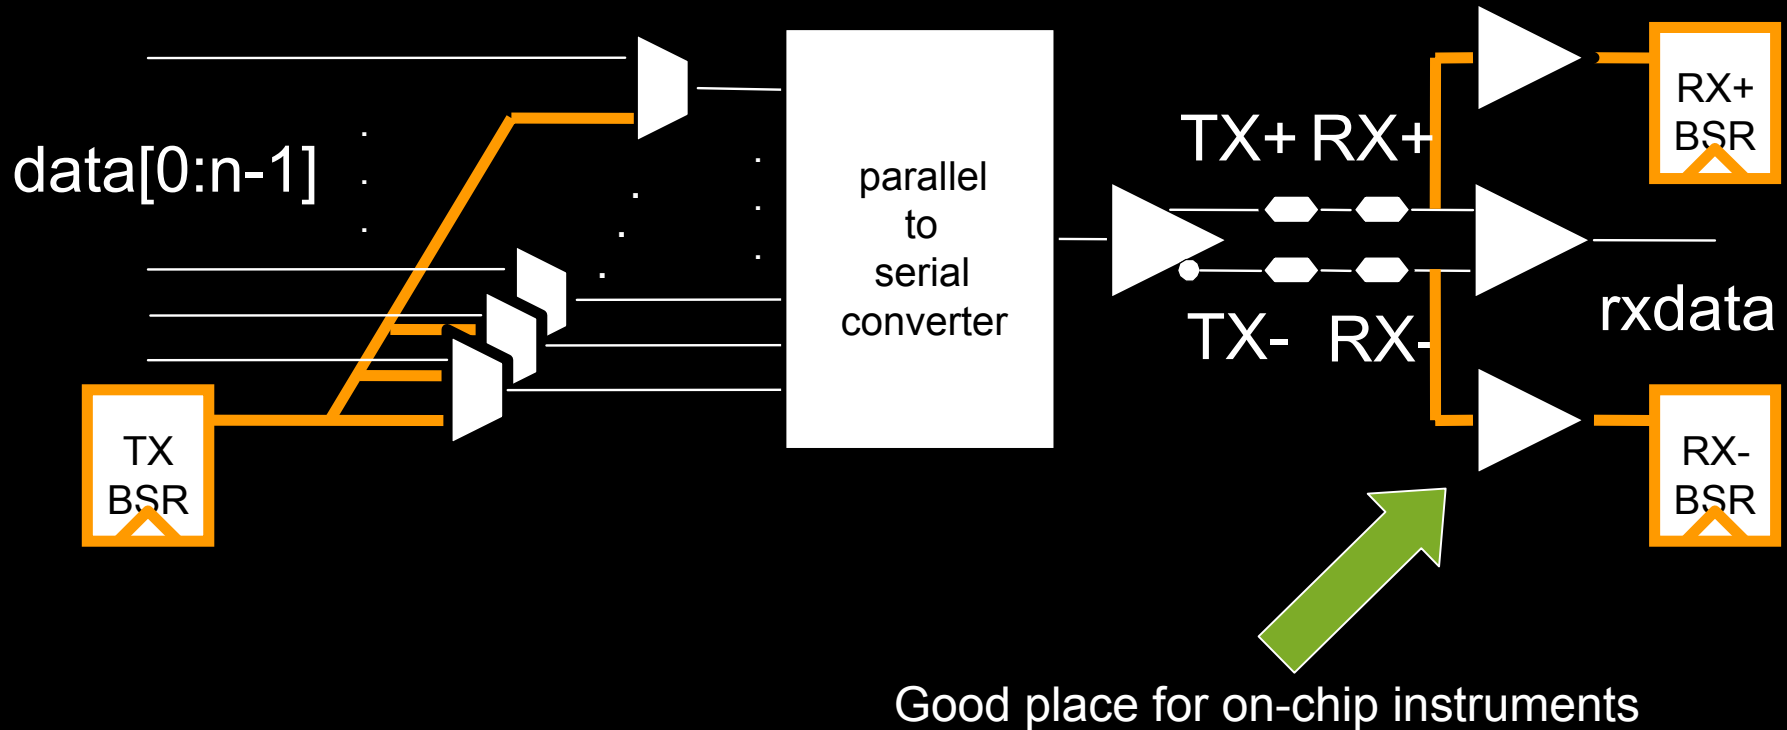 data[0:n-1]
TX
BSR
parallel
to
serial
converter
TX+ RX+
TX- RX-
RX+
BSR
rxdata
RX-
BSR
Good place for on-chip instruments